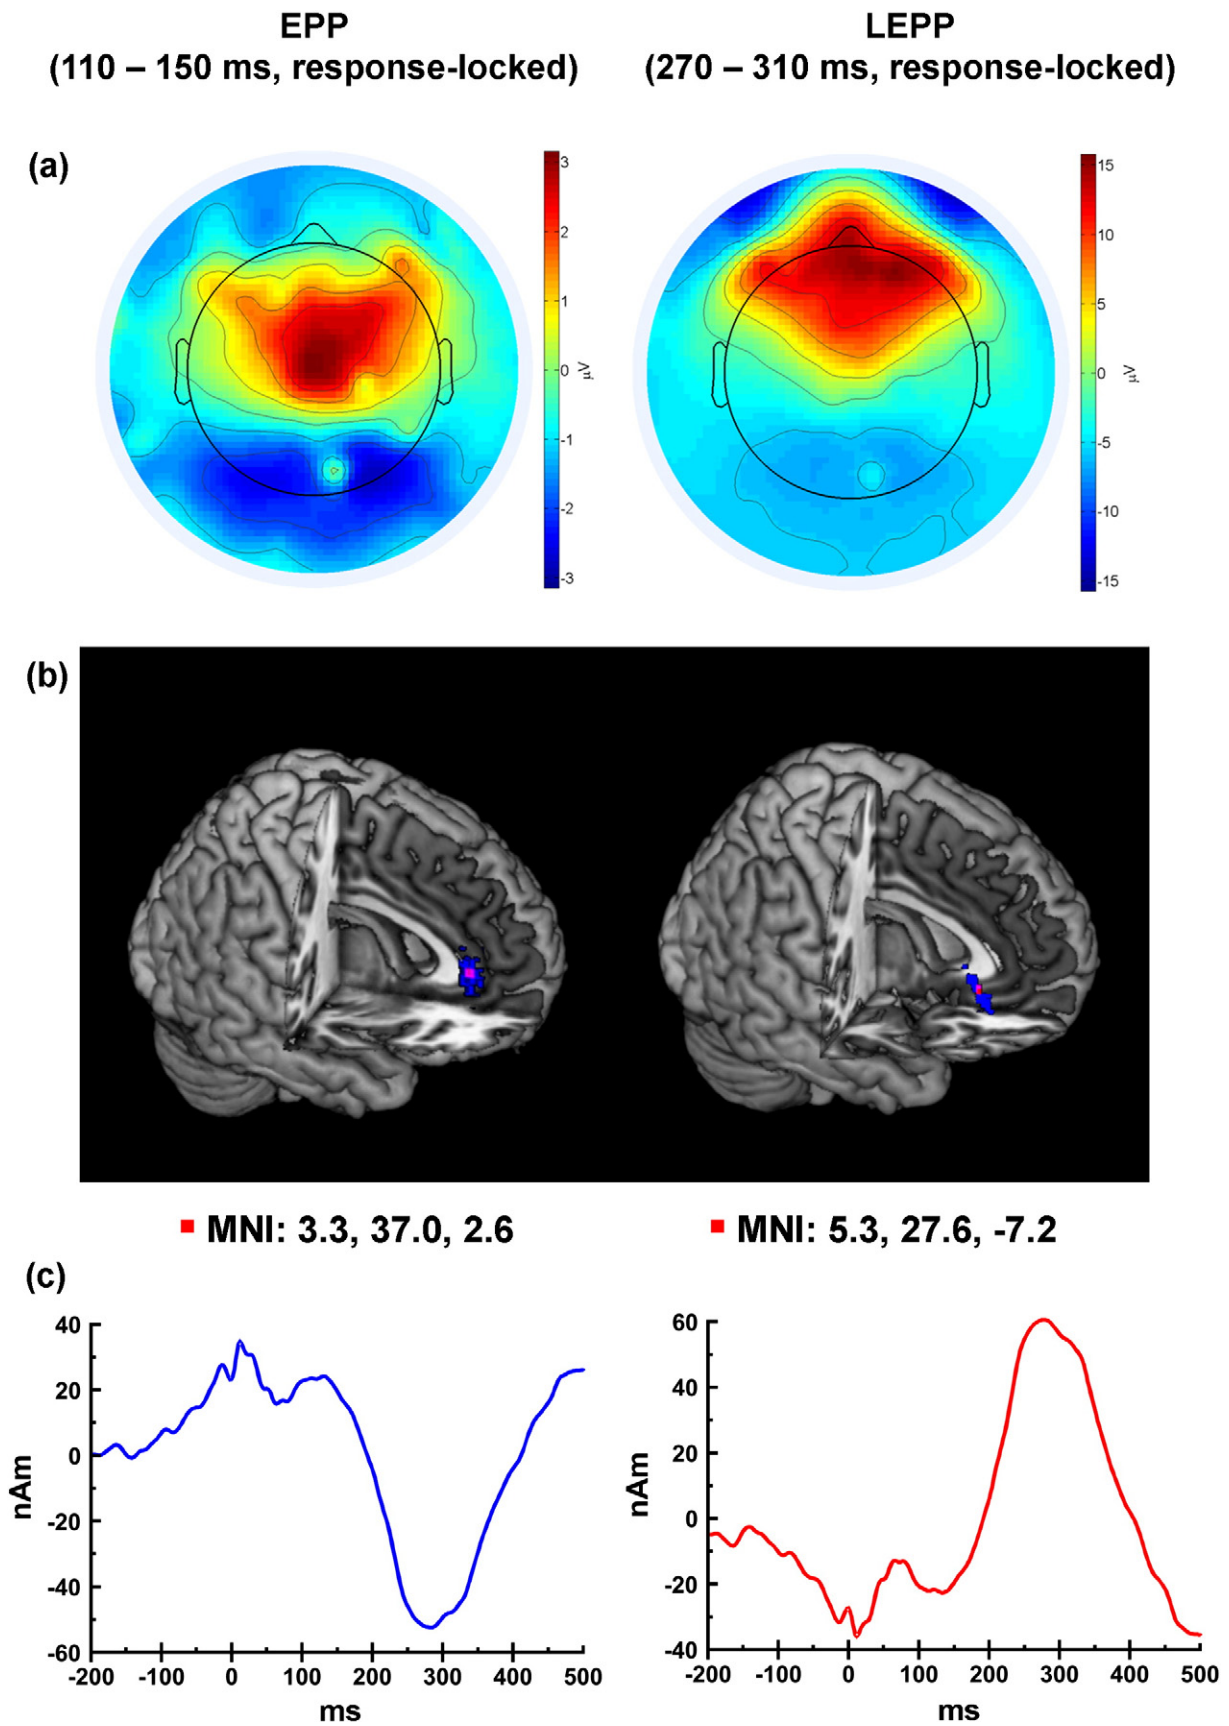 EPP
(110 – 150 ms, response-locked)
LEPP
(270 – 310 ms, response-locked)
(a)
3
2
1
0
-1
-2
-3
μV
15
10
5
0
-5
-10
-15
μV
(b)
MNI: 3.3, 37.0, 2.6
MNI: 5.3, 27.6, -7.2
(c)
40
20
0
-20
-40
-60
nAm
-200 -100 0 100 200 300 400 500
ms
60
40
20
0
-20
-40
nAm
-200 -100 0 100 200 300 400 500
ms